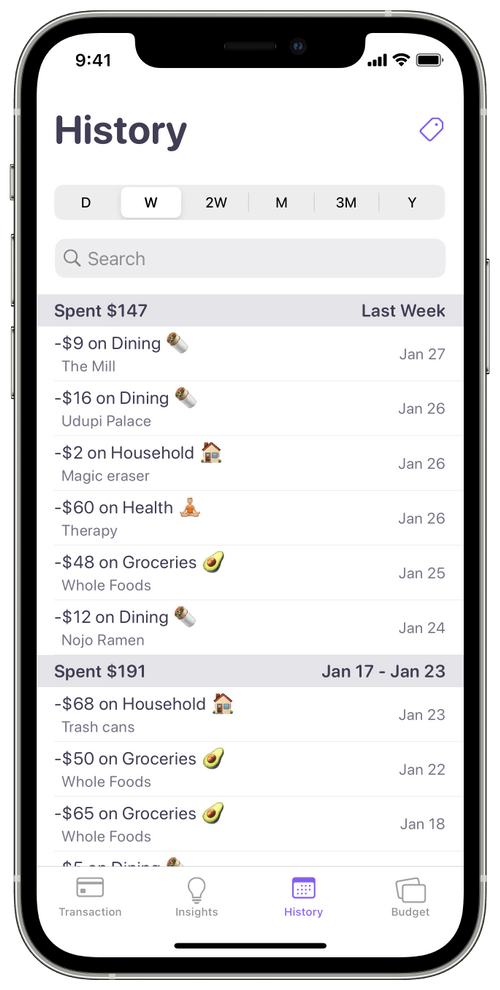 9:41
History
D W 2W M 3M Y
Search
Spent $147 Last Week
-$9 on Dining 🌯
The Mill Jan 27
-$16 on Dining 🌯
Udupi Palace Jan 26
-$2 on Household 🏠
Magic eraser Jan 26
-$60 on Health 🧘
Therapy Jan 26
-$48 on Groceries 🥑
Whole Foods Jan 25
-$12 on Dining 🌯
Nojo Ramen Jan 24
Spent $191 Jan 17 - Jan 23
-$68 on Household 🏠
Trash cans Jan 23
-$50 on Groceries 🥑
Whole Foods Jan 22
-$65 on Groceries 🥑
Whole Foods Jan 18
-$5 on Dining 🌯
Transaction Insights History Budget